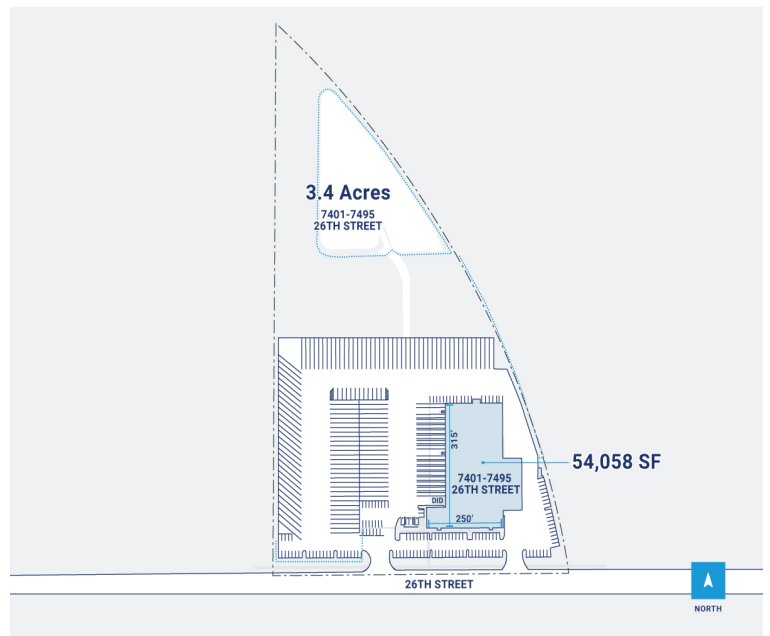 3.4 Acres
7401-7495
26TH STREET
315'
54,058 SF
7401-7495
26TH STREET
DID
250'
26TH STREET
NORTH